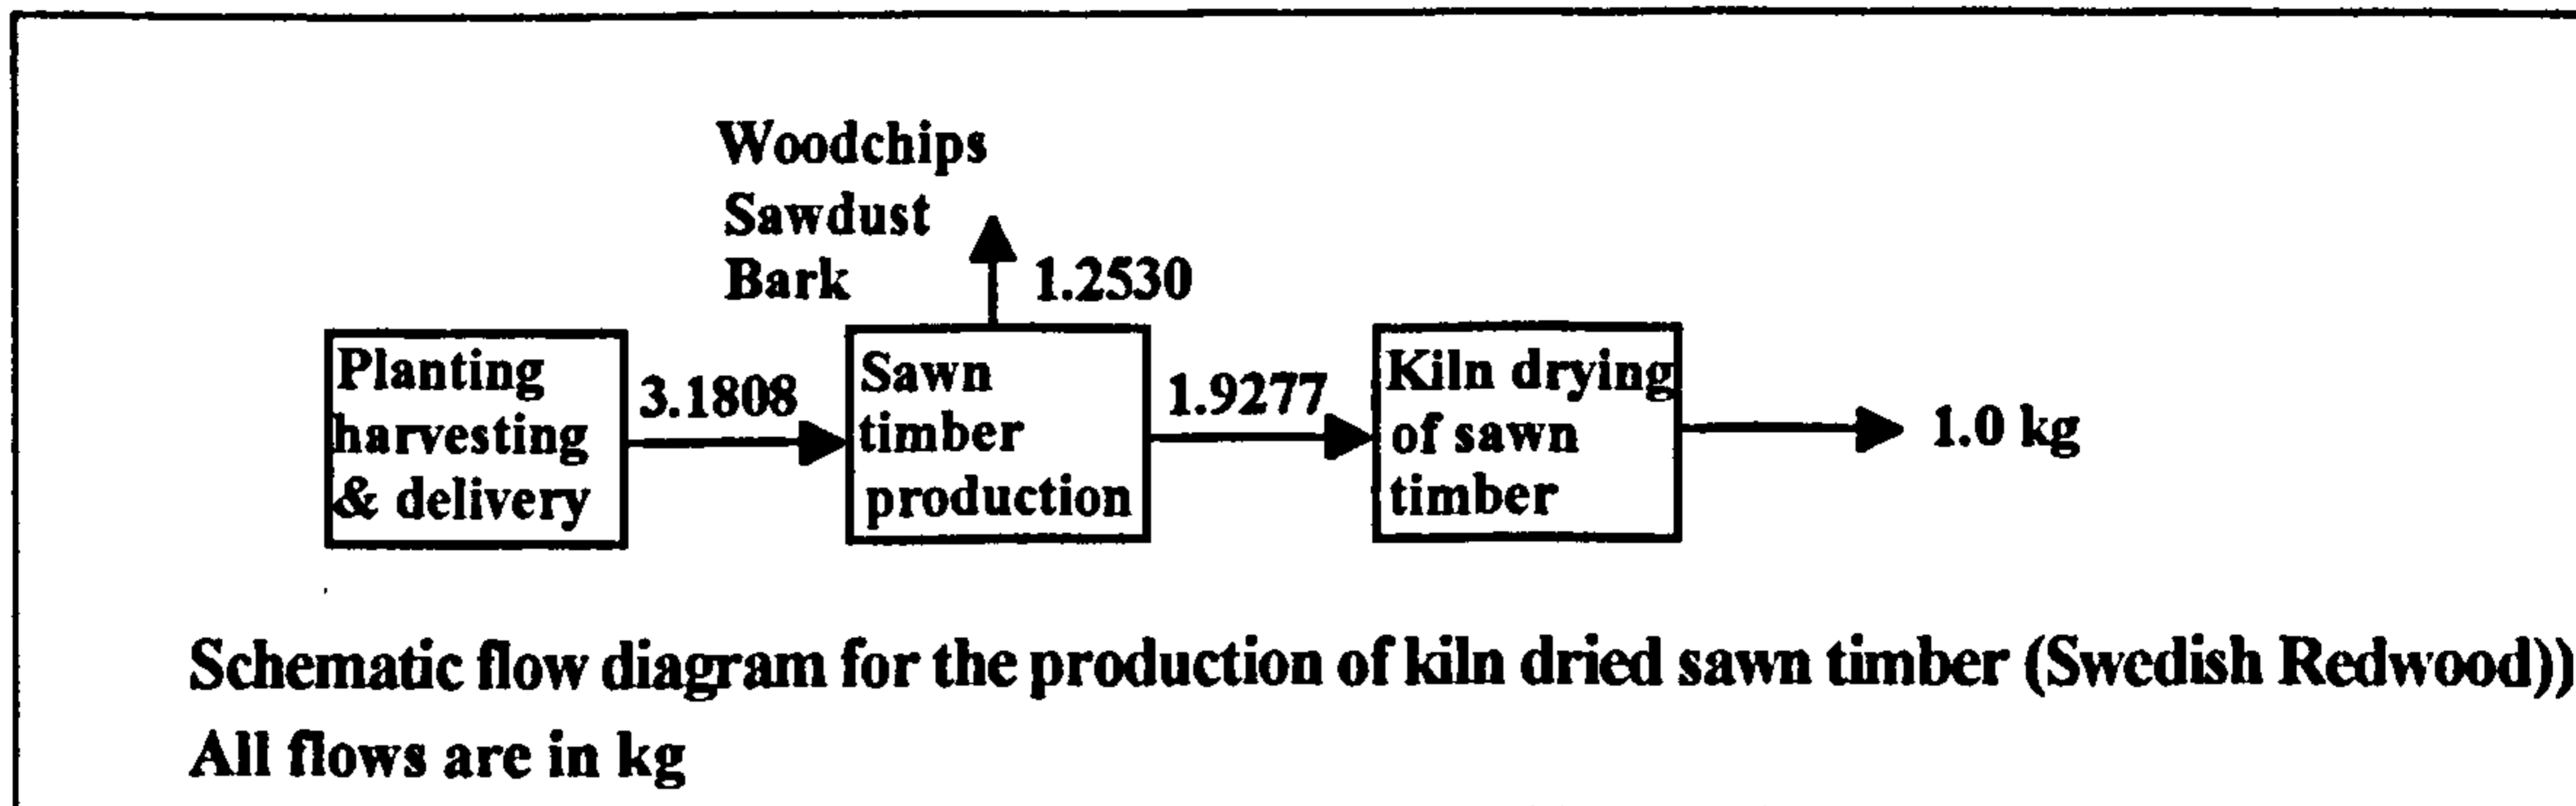 Woodchips
Sawdust
Bark
1.2530
Planting
harvesting
& delivery
3.1808
Sawn
timber
production
1.9277
Kiln drying
of sawn
timber
1.0 kg
Schematic flow diagram for the production of kiln dried sawn timber (Swedish Redwood))
All flows are in kg